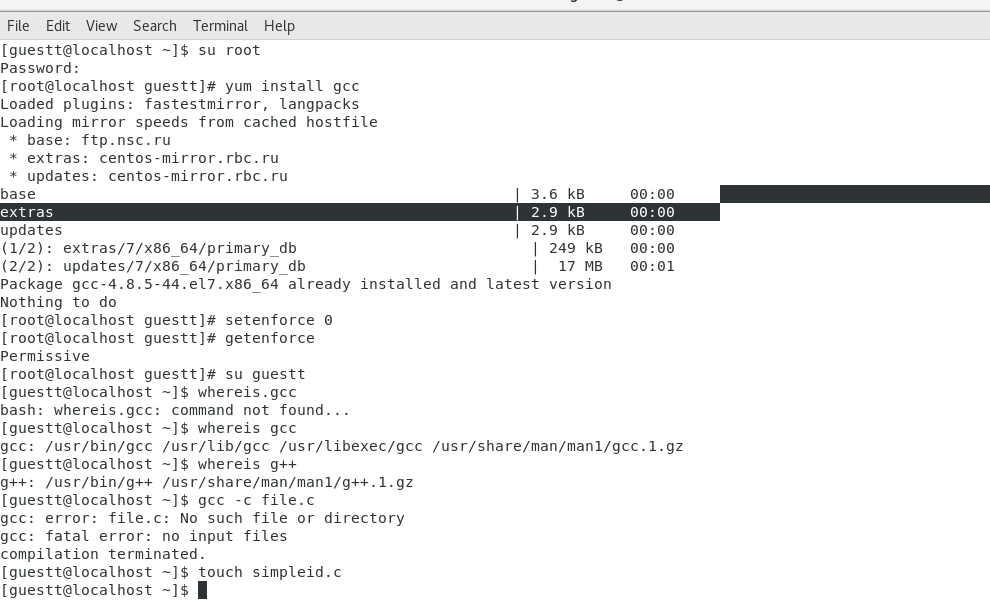 File Edit View Search Terminal Help
[guestt@localhost ~]$ su root
Password:
[root@localhost guestt]# yum install gcc
Loaded plugins: fastestmirror, langpacks
Loading mirror speeds from cached hostfile
 * base: ftp.nsc.ru
 * extras: centos-mirror.rbc.ru
 * updates: centos-mirror.rbc.ru
base                                                     | 3.6 kB     00:00
extras                                                   | 2.9 kB     00:00
updates                                                  | 2.9 kB     00:00
(1/2): extras/7/x86_64/primary_db                          | 249 kB   00:00
(2/2): updates/7/x86_64/primary_db                         |  17 MB   00:01
Package gcc-4.8.5-44.el7.x86_64 already installed and latest version
Nothing to do
[root@localhost guestt]# setenforce 0
[root@localhost guestt]# getenforce
Permissive
[root@localhost guestt]# su guestt
[guestt@localhost ~]$ whereis.gcc
bash: whereis.gcc: command not found...
[guestt@localhost ~]$ whereis gcc
gcc: /usr/bin/gcc /usr/lib/gcc /usr/libexec/gcc /usr/share/man/man1/gcc.1.gz
[guestt@localhost ~]$ whereis g++
g++: /usr/bin/g++ /usr/share/man/man1/g++.1.gz
[guestt@localhost ~]$ gcc -c file.c
gcc: error: file.c: No such file or directory
gcc: fatal error: no input files
compilation terminated.
[guestt@localhost ~]$ touch simpleid.c
[guestt@localhost ~]$